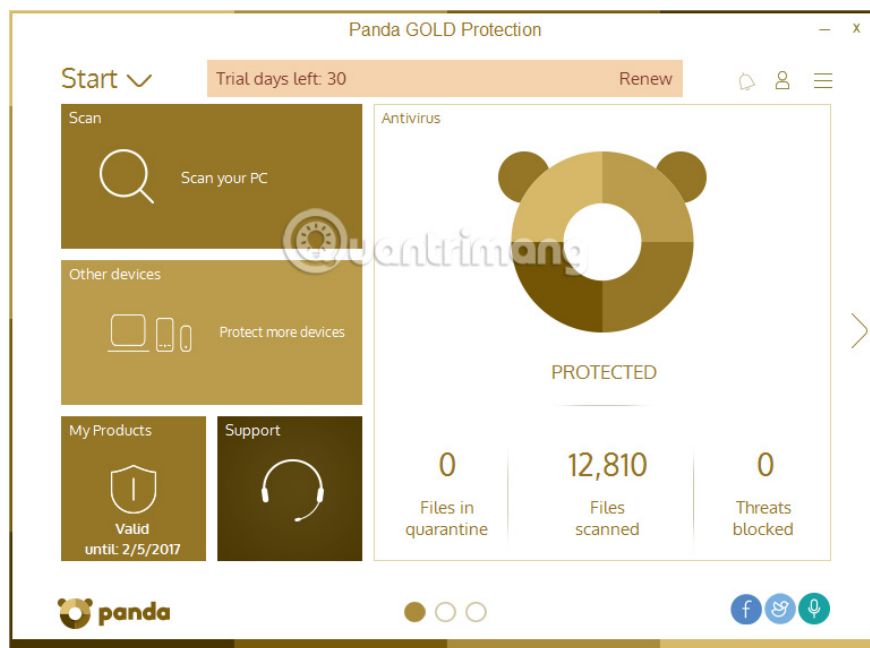 Panda GOLD Protection
Start
Trial days left: 30 Renew
Scan
Scan your PC
Other devices
Protect more devices
My Products
Valid
until: 2/5/2017
Support
Antivirus
PROTECTED
0
Files in
quarantine
12,810
Files
scanned
0
Threats
blocked
Quantrimang
panda